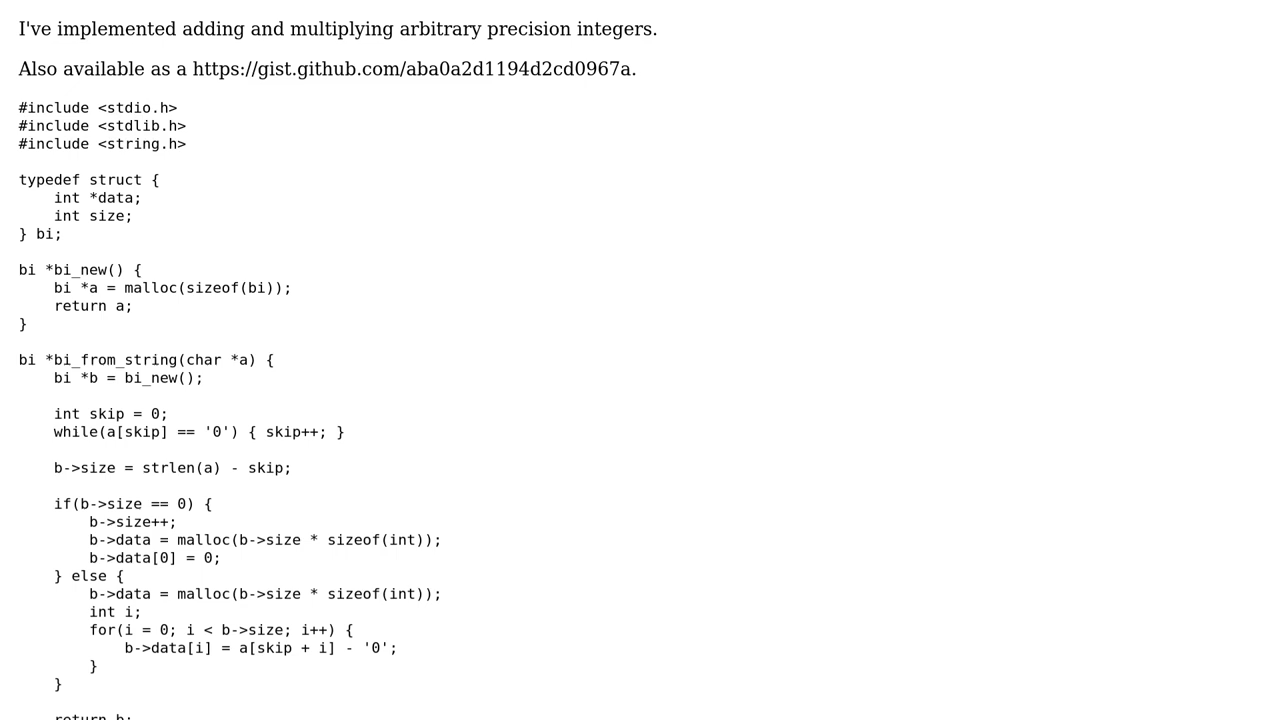 I've implemented adding and multiplying arbitrary precision integers.
Also available as a https://gist.github.com/aba0a2d1194d2cd0967a.
#include <stdio.h>
#include <stdlib.h>
#include <string.h>
typedef struct {
    int *data;
    int size;
} bi;
bi *bi_new() {
    bi *a = malloc(sizeof(bi));
    return a;
}
bi *bi_from_string(char *a) {
    bi *b = bi_new();
    int skip = 0;
    while(a[skip] == '0') { skip++; }
    b->size = strlen(a) - skip;
    if(b->size == 0) {
        b->size++;
        b->data = malloc(b->size * sizeof(int));
        b->data[0] = 0;
    } else {
        b->data = malloc(b->size * sizeof(int));
        int i;
        for(i = 0; i < b->size; i++) {
            b->data[i] = a[skip + i] - '0';
        }
    }
    return b;